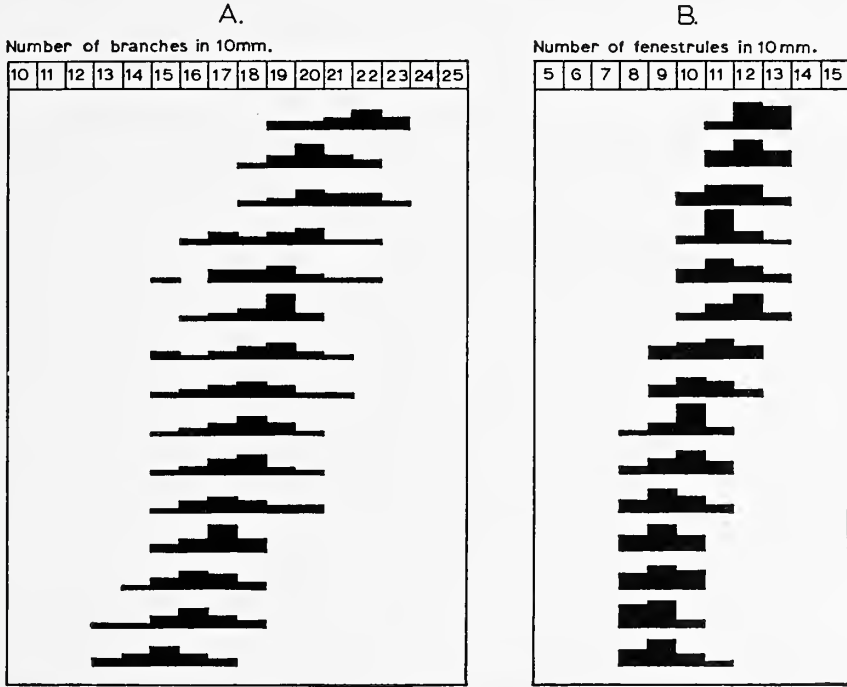 A.
Number of branches in 10mm.
10 11 12 13 14 15 16 17 18 19 20 21 22 23 24 25
B.
Number of fenestrules in 10mm.
5 6 7 8 9 10 11 12 13 14 15